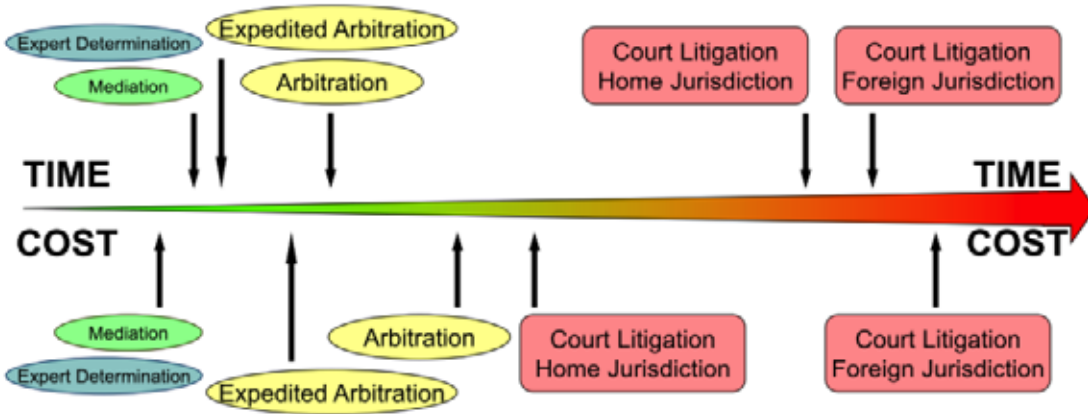 Expert Determination
Mediation
Expedited Arbitration
Arbitration
Court Litigation
Home Jurisdiction
Court Litigation
Foreign Jurisdiction
TIME
TIME
COST
COST
Mediation
Expert Determination
Expedited Arbitration
Arbitration
Court Litigation
Home Jurisdiction
Court Litigation
Foreign Jurisdiction